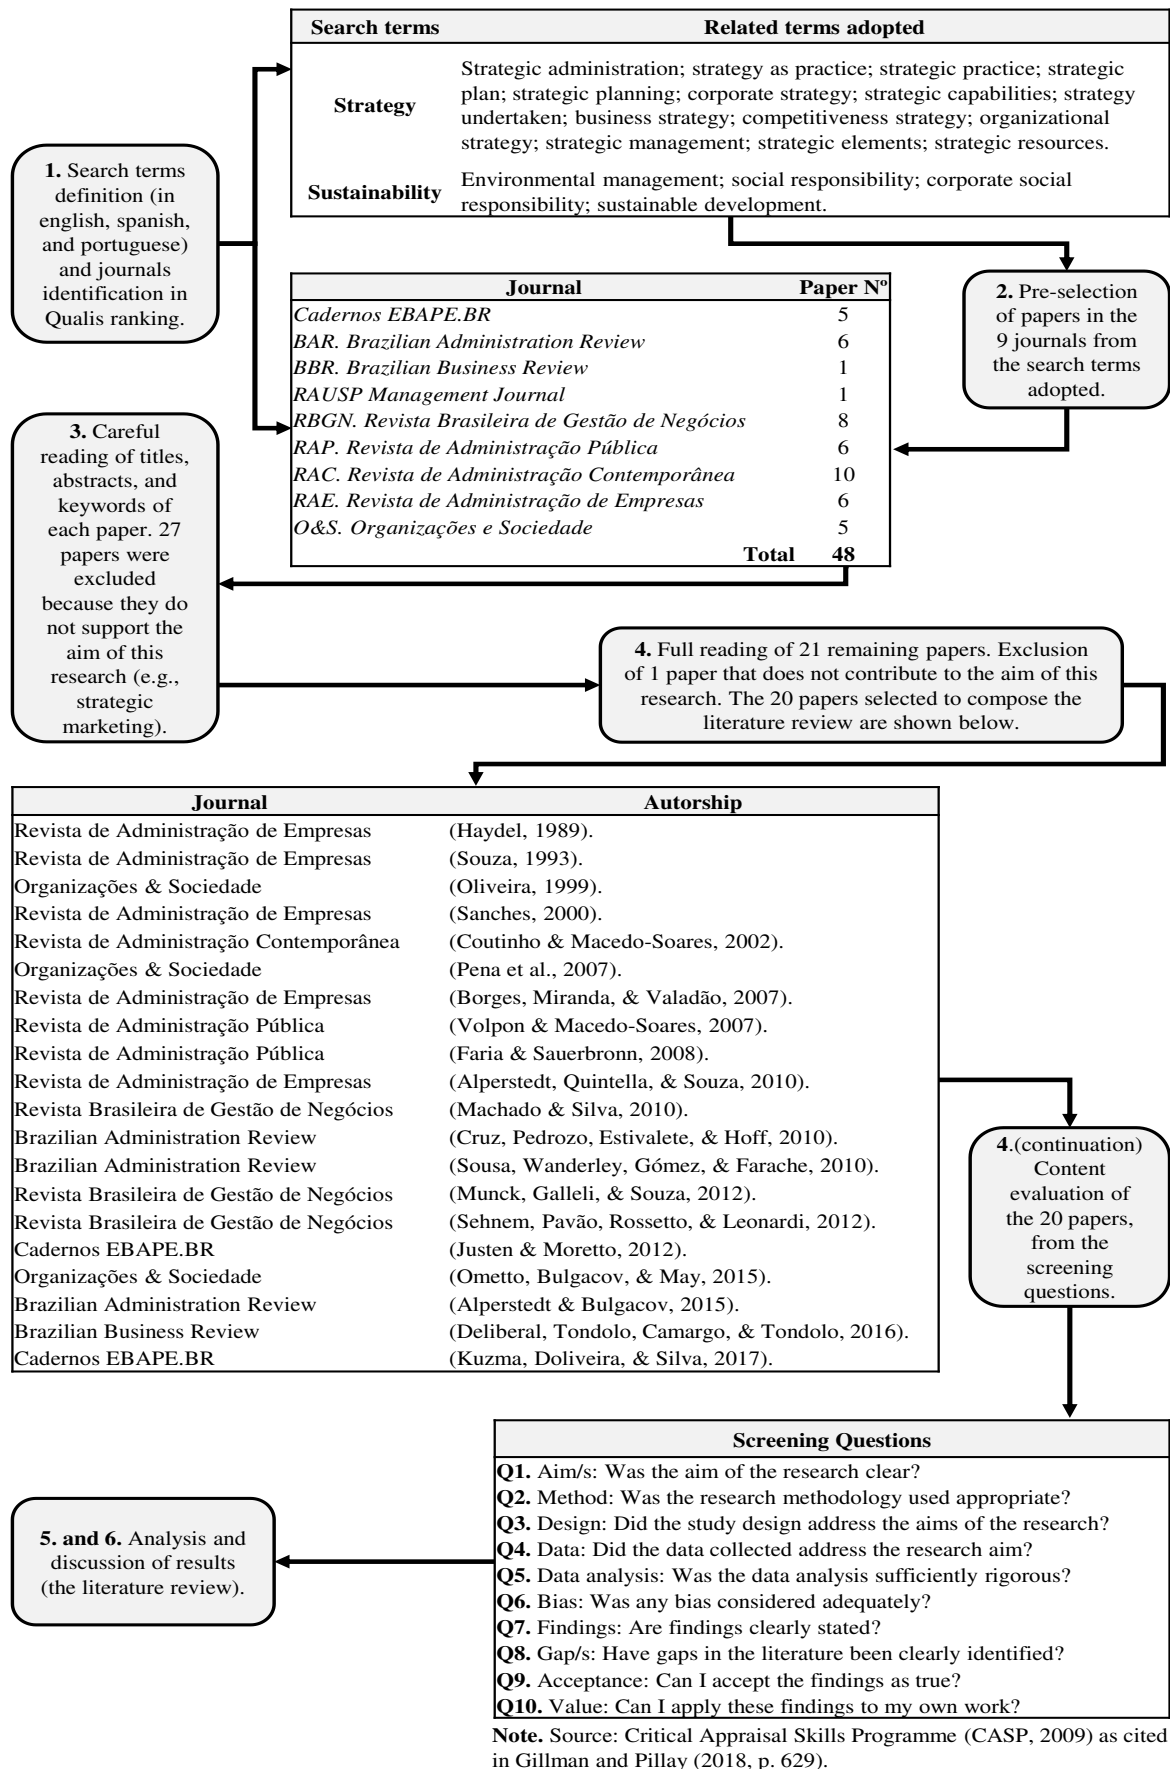 Search terms Related terms adopted
Strategy
Strategic administration; strategy as practice; strategic practice; strategic
plan; strategic planning; corporate strategy; strategic capabilities; strategy
undertaken; business strategy; competitiveness strategy; organizational
strategy; strategic management; strategic elements; strategic resources.
Sustainability
Environmental management; social responsibility; corporate social
responsibility; sustainable development.
1. Search terms
definition (in
english, spanish,
and portuguese)
and journals
identification in
Qualis ranking.
2. Pre-selection
of papers in the
9 journals from
the search terms
adopted.
Journal Paper Nº
Cadernos EBAPE.BR 5
BAR. Brazilian Administration Review 6
BBR. Brazilian Business Review 1
RAUSP Management Journal 1
RBGN. Revista Brasileira de Gestão de Negócios 8
RAP. Revista de Administração Pública 6
RAC. Revista de Administração Contemporânea 10
RAE. Revista de Administração de Empresas 6
O&S. Organizações e Sociedade 5
Total 48
3. Careful
reading of titles,
abstracts, and
keywords of
each paper. 27
papers were
excluded
because they do
not support the
aim of this
research (e.g.,
strategic
marketing).
4. Full reading of 21 remaining papers. Exclusion
of 1 paper that does not contribute to the aim of this
research. The 20 papers selected to compose the
literature review are shown below.
Journal Autorship
Revista de Administração de Empresas (Haydel, 1989).
Revista de Administração de Empresas (Souza, 1993).
Organizações & Sociedade (Oliveira, 1999).
Revista de Administração de Empresas (Sanches, 2000).
Revista de Administração Contemporânea (Coutinho & Macedo-Soares, 2002).
Organizações & Sociedade (Pena et al., 2007).
Revista de Administração de Empresas (Borges, Miranda, & Valadão, 2007).
Revista de Administração Pública (Volpon & Macedo-Soares, 2007).
Revista de Administração Pública (Faria & Sauerbronn, 2008).
Revista de Administração de Empresas (Alperstedt, Quintella, & Souza, 2010).
Revista Brasileira de Gestão de Negócios (Machado & Silva, 2010).
Brazilian Administration Review (Cruz, Pedrozo, Estivalete, & Hoff, 2010).
Brazilian Administration Review (Sousa, Wanderley, Gómez, & Farache, 2010).
Revista Brasileira de Gestão de Negócios (Munck, Galleli, & Souza, 2012).
Revista Brasileira de Gestão de Negócios (Sehnem, Pavão, Rossetto, & Leonardi, 2012).
Cadernos EBAPE.BR (Justen & Moretto, 2012).
Organizações & Sociedade (Ometto, Bulgacov, & May, 2015).
Brazilian Administration Review (Alperstedt & Bulgacov, 2015).
Brazilian Business Review (Deliberal, Tondolo, Camargo, & Tondolo, 2016).
Cadernos EBAPE.BR (Kuzma, Doliveira, & Silva, 2017).
4.(continuation)
Content
evaluation of
the 20 papers,
from the
screening
questions.
Screening Questions
Q1. Aim/s: Was the aim of the research clear?
Q2. Method: Was the research methodology used appropriate?
Q3. Design: Did the study design address the aims of the research?
Q4. Data: Did the data collected address the research aim?
Q5. Data analysis: Was the data analysis sufficiently rigorous?
Q6. Bias: Was any bias considered adequately?
Q7. Findings: Are findings clearly stated?
Q8. Gap/s: Have gaps in the literature been clearly identified?
Q9. Acceptance: Can I accept the findings as true?
Q10. Value: Can I apply these findings to my own work?
Note. Source: Critical Appraisal Skills Programme (CASP, 2009) as cited
in Gillman and Pillay (2018, p. 629).
5. and 6. Analysis and
discussion of results
(the literature review).